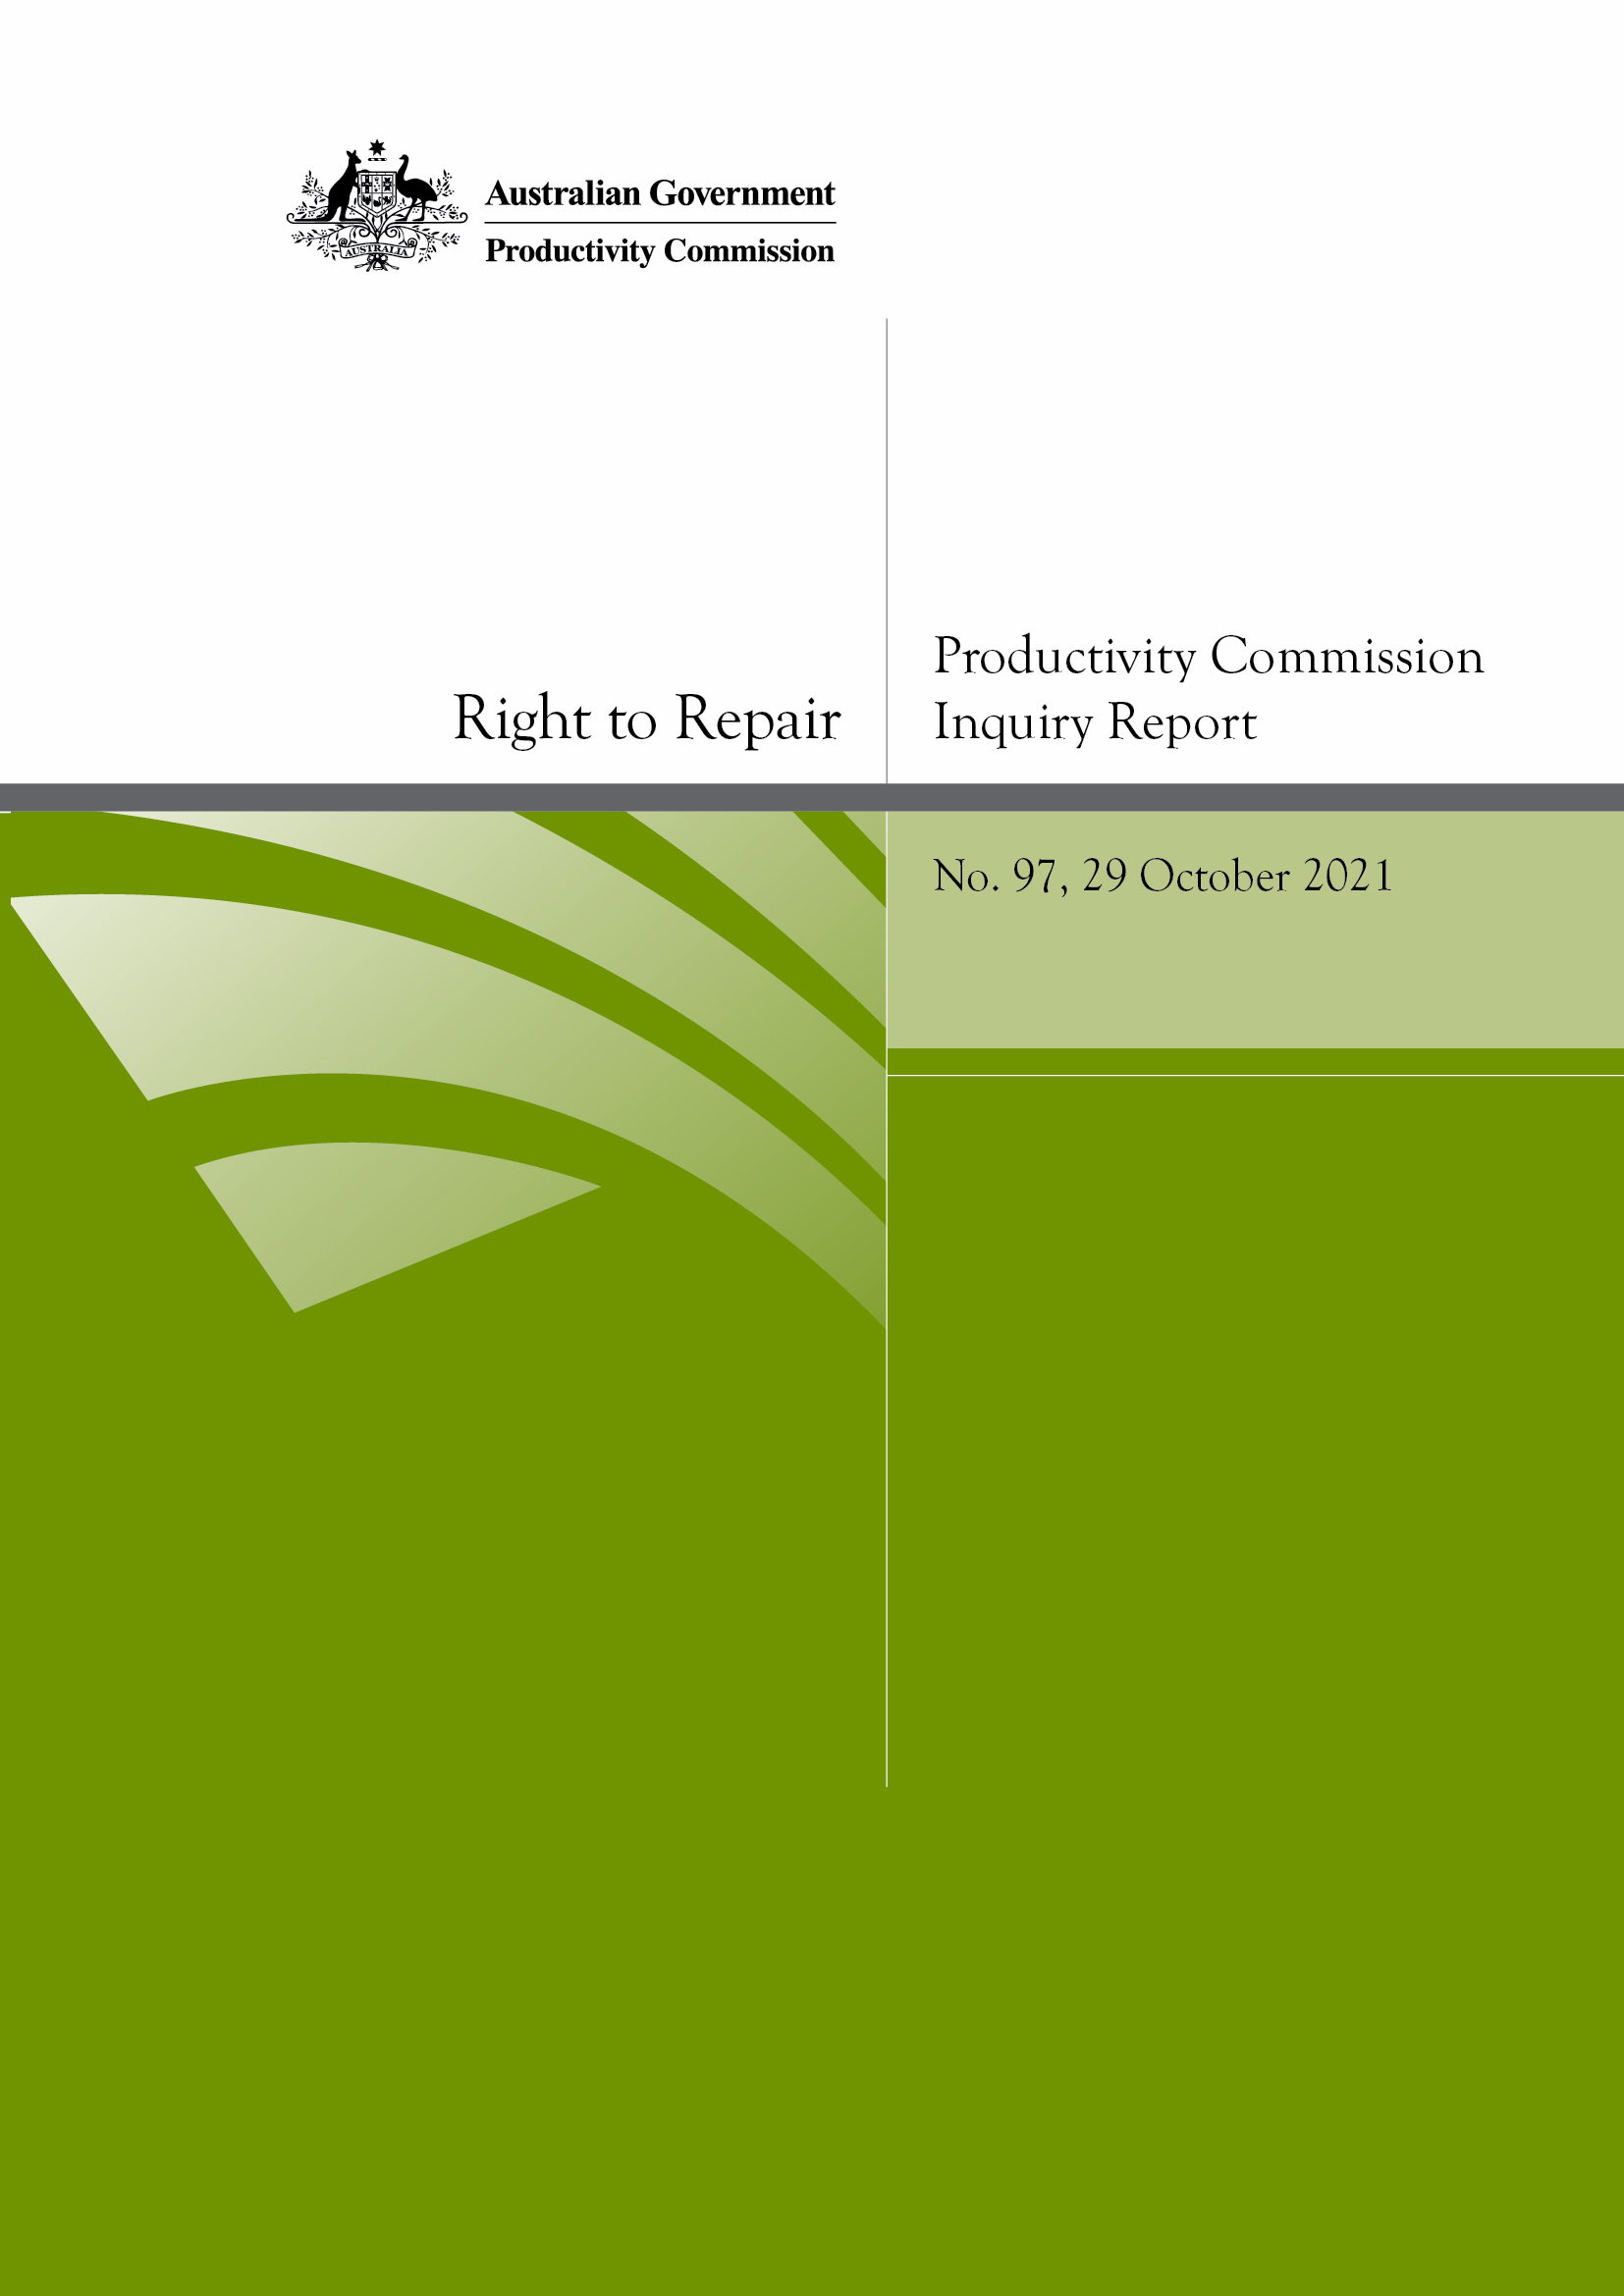 Australian Government
Productivity Commission
AUSTRALIA
Right to Repair
Productivity Commission
Inquiry Report
No. 97, 29 October 2021